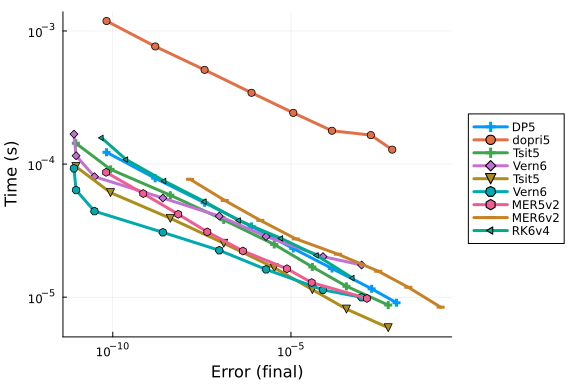 10⁻³
10⁻⁴
10⁻⁵
Time (s)
10⁻¹⁰
10⁻⁵
Error (final)
DP5
dopri5
Tsit5
Vern6
Tsit5
Vern6
MER5v2
MER6v2
RK6v4